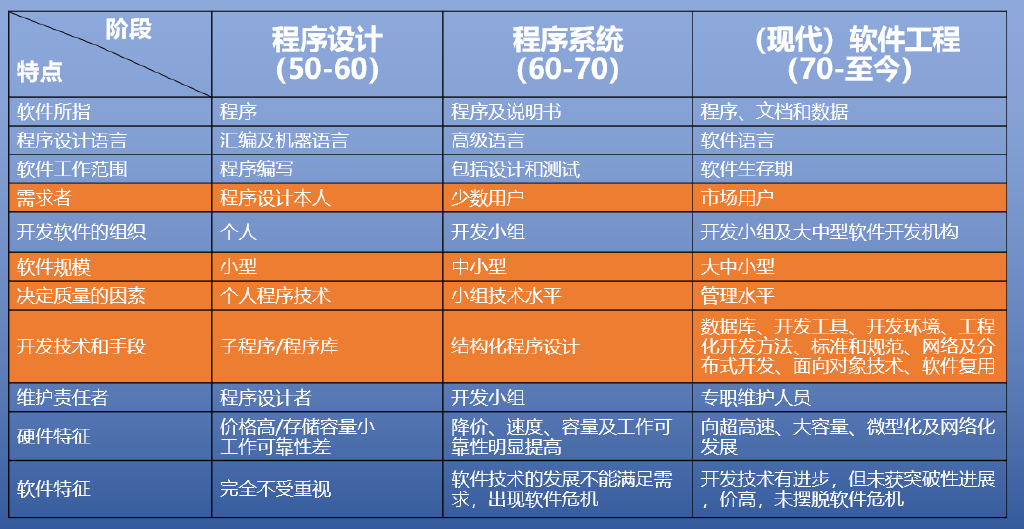 阶段
特点
程序设计
(50-60)
程序系统
(60-70)
(现代) 软件工程
(70-至今)
软件所指
程序
程序及说明书
程序、文档和数据
程序设计语言
汇编及机器语言
高级语言
软件语言
软件工作范围
程序编写
包括设计和测试
软件生存期
需求者
程序设计本人
少数用户
市场用户
开发软件的组织
个人
开发小组
开发小组及大中型软件开发机构
软件规模
小型
中小型
大中小型
决定质量的因素
个人程序技术
小组技术水平
管理水平
开发技术和手段
子程序/程序库
结构化程序设计
数据库、开发工具、开发环境、工程
化开发方法、标准和规范、网络及分
布式开发、面向对象技术、软件复用
维护责任者
程序设计者
开发小组
专职维护人员
硬件特征
价格高/存储容量小
工作可靠性差
降价、速度、容量及工作可
靠性明显提高
向超高速、大容量、微型化及网络化
发展
软件特征
完全不受重视
软件技术的发展不能满足需
求，出现软件危机
开发技术有进步，但未获突破性进展
，价高，未摆脱软件危机